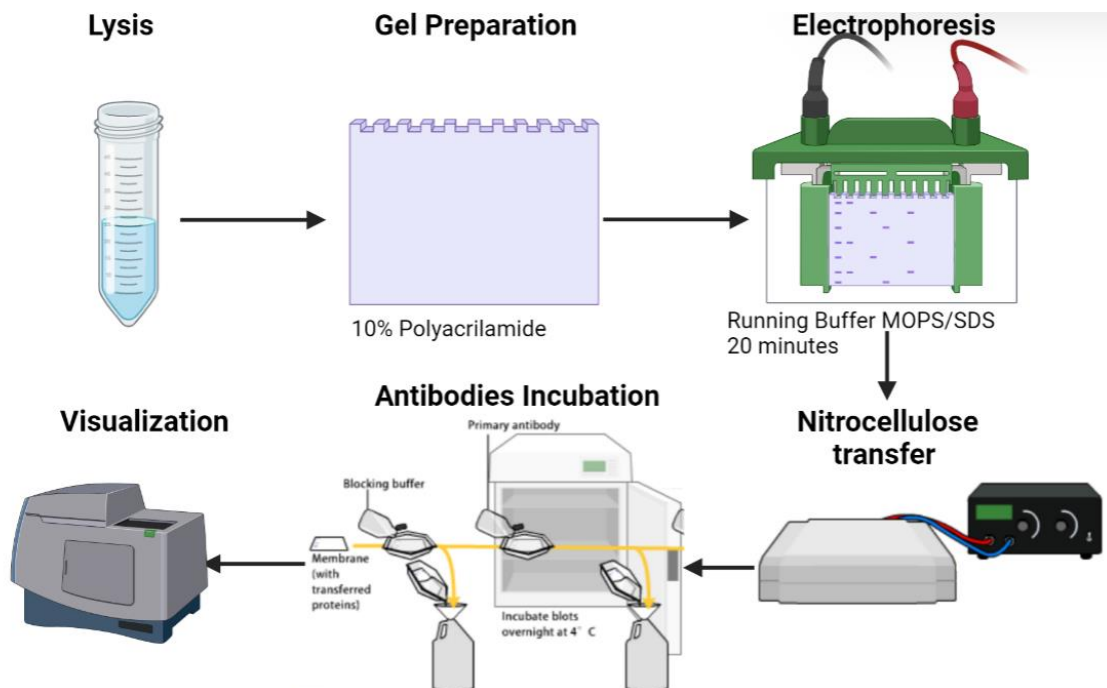 Lysis
Gel Preparation
Electrophoresis
10% Polyacrilamide
Running Buffer MOPS/SDS
20 minutes
Nitrocellulose
transfer
Antibodies Incubation
Primary antibody
Blocking buffer
Membrane
(with
transferred
proteins)
Incubate blots
overnight at 4° C
Visualization